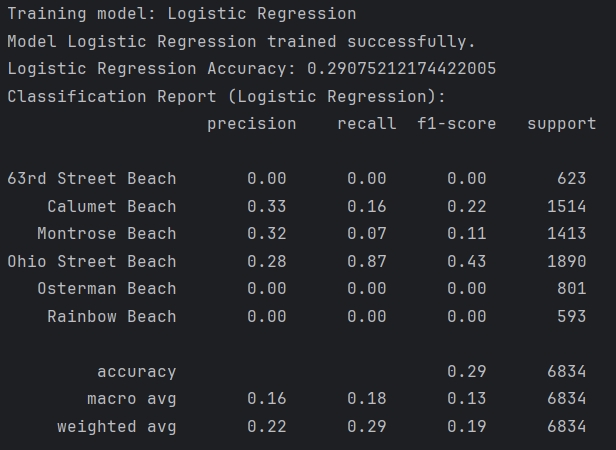 Training model: Logistic Regression
Model Logistic Regression trained successfully.
Logistic Regression Accuracy: 0.29075212174422005
Classification Report (Logistic Regression):
precision recall f1-score support
63rd Street Beach 0.00 0.00 0.00 623
Calumet Beach 0.33 0.16 0.22 1514
Montrose Beach 0.32 0.07 0.11 1413
Ohio Street Beach 0.28 0.87 0.43 1890
Osterman Beach 0.00 0.00 0.00 801
Rainbow Beach 0.00 0.00 0.00 593
accuracy 0.29 6834
macro avg 0.16 0.18 0.13 6834
weighted avg 0.22 0.29 0.19 6834